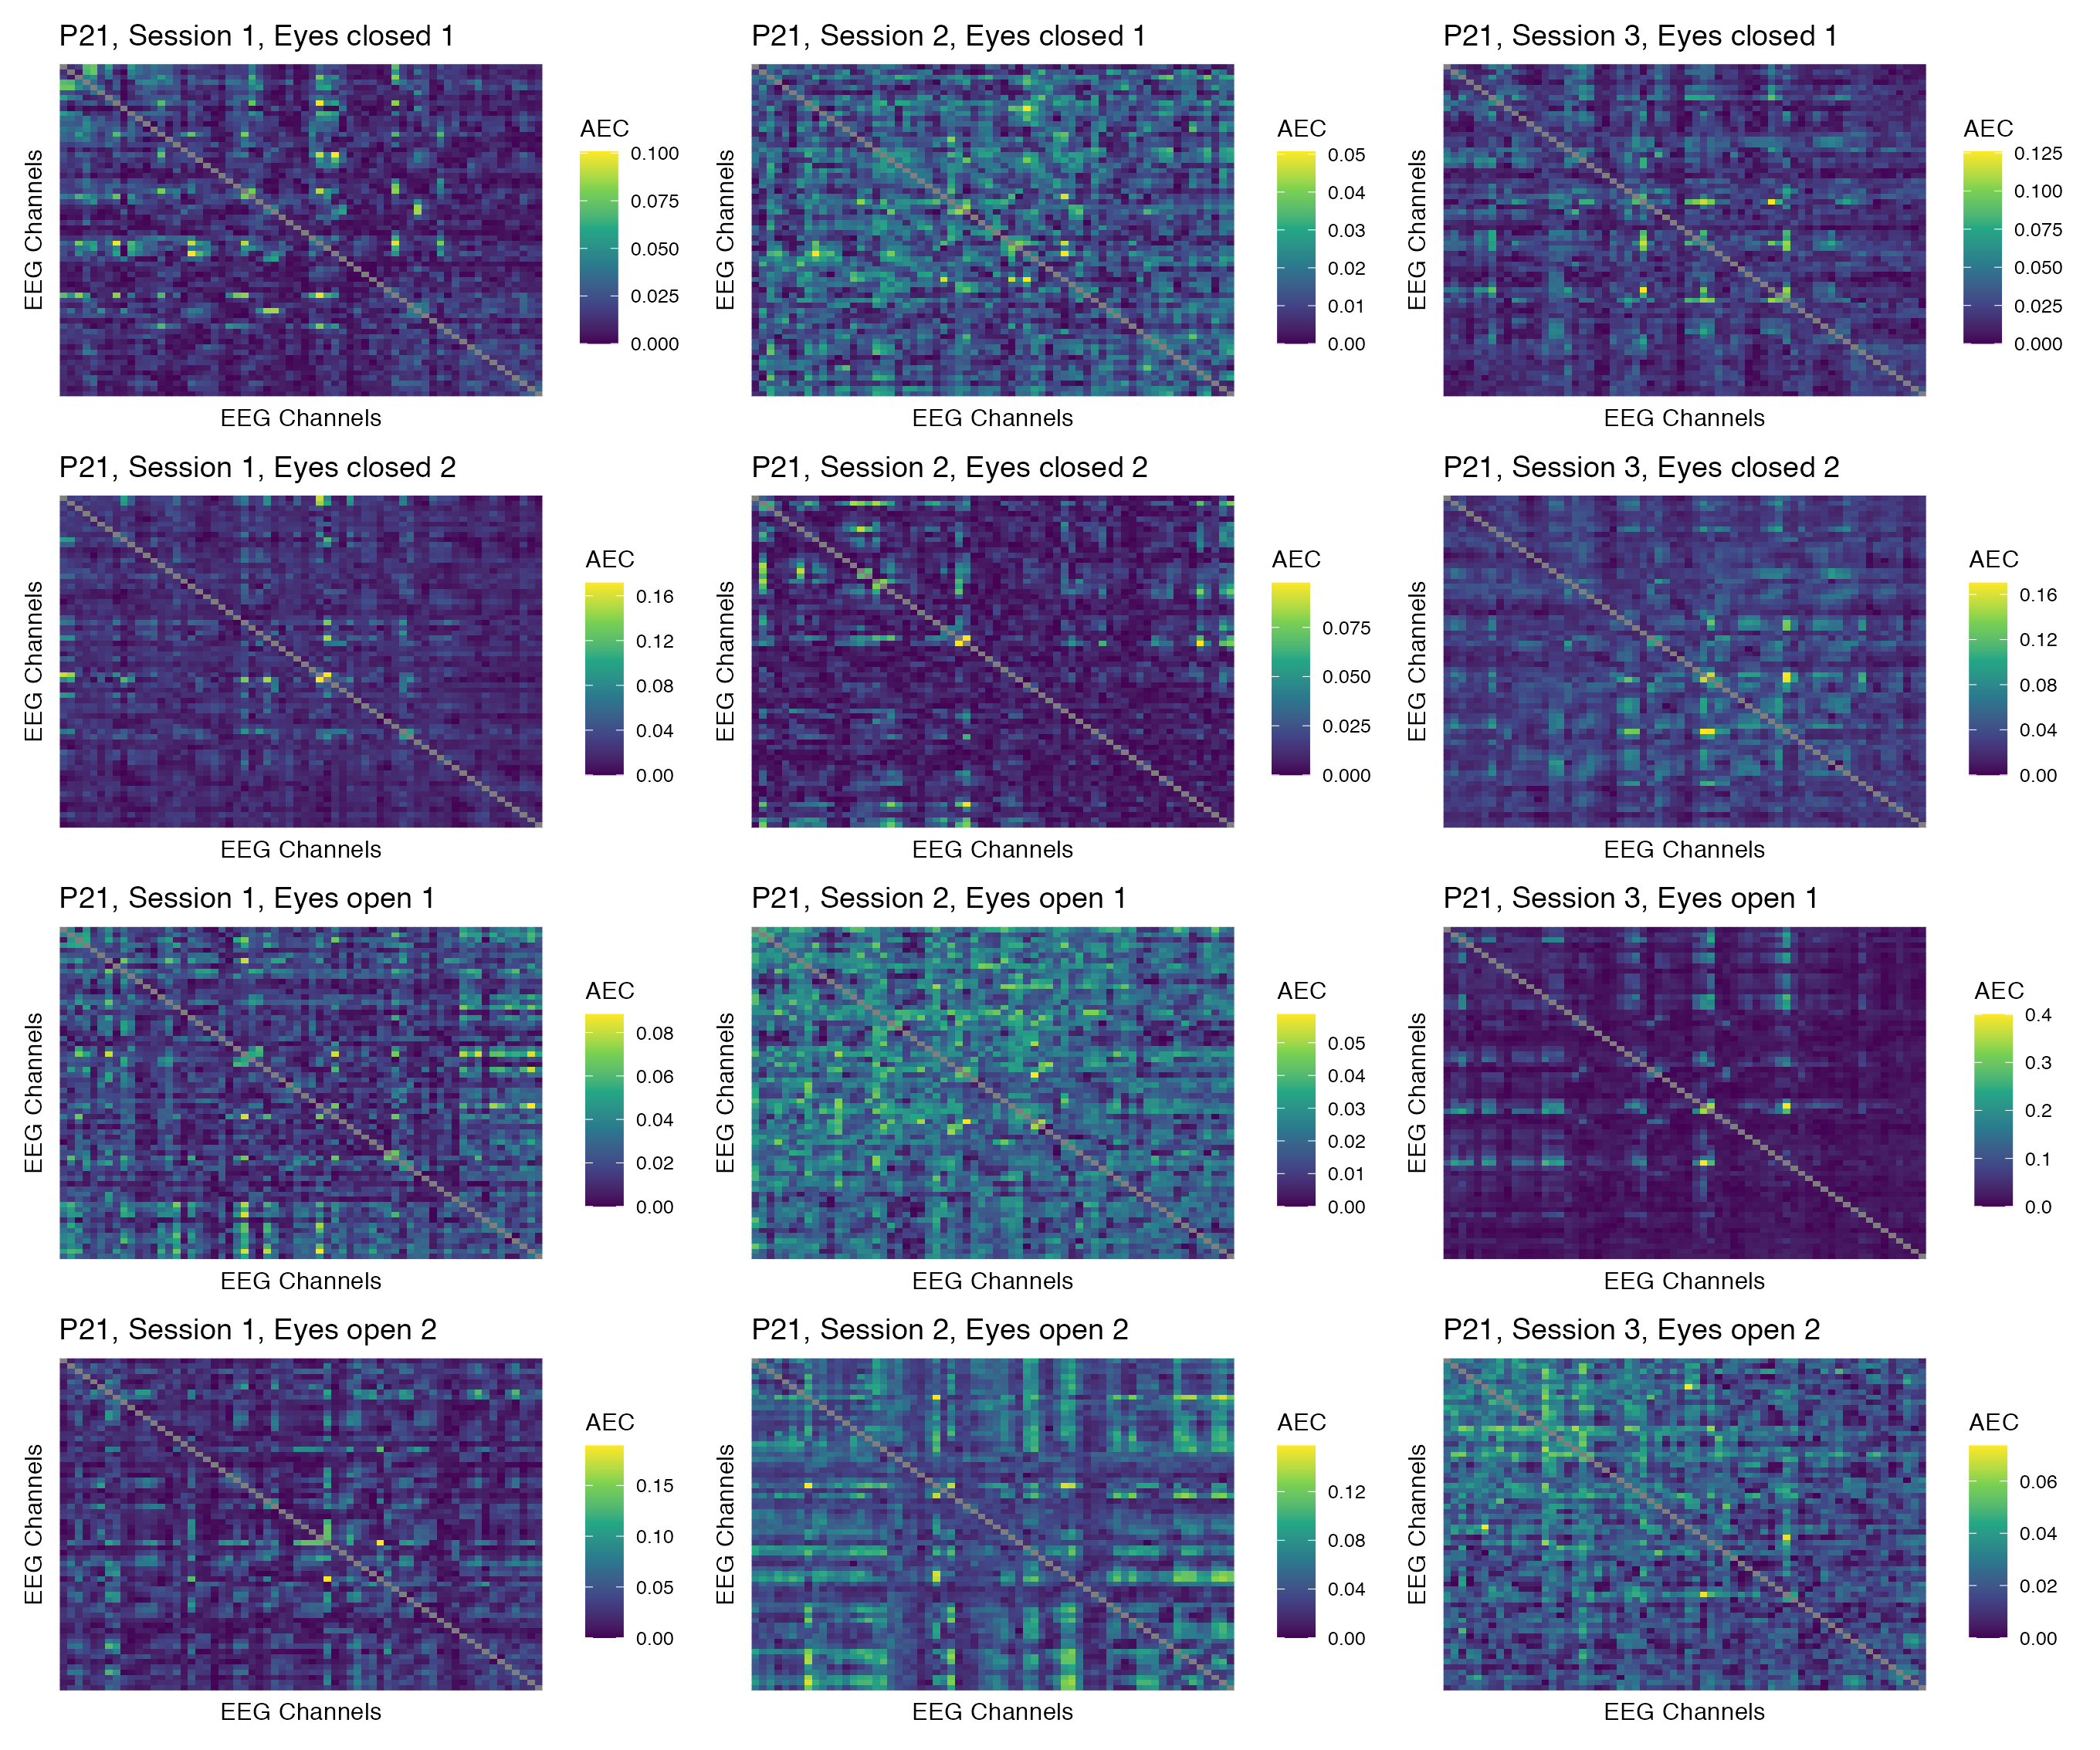 P21, Session 1, Eyes closed 1
EEG Channels
EEG Channels
AEC
0.100
0.075
0.050
0.025
0.000
P21, Session 2, Eyes closed 1
EEG Channels
EEG Channels
AEC
0.05
0.04
0.03
0.02
0.01
0.00
P21, Session 3, Eyes closed 1
EEG Channels
EEG Channels
AEC
0.125
0.100
0.075
0.050
0.025
0.000
P21, Session 1, Eyes closed 2
EEG Channels
EEG Channels
AEC
0.16
0.12
0.08
0.04
0.00
P21, Session 2, Eyes closed 2
EEG Channels
EEG Channels
AEC
0.075
0.050
0.025
0.000
P21, Session 3, Eyes closed 2
EEG Channels
EEG Channels
AEC
0.16
0.12
0.08
0.04
0.00
P21, Session 1, Eyes open 1
EEG Channels
EEG Channels
AEC
0.08
0.06
0.04
0.02
0.00
P21, Session 2, Eyes open 1
EEG Channels
EEG Channels
AEC
0.05
0.04
0.03
0.02
0.01
0.00
P21, Session 3, Eyes open 1
EEG Channels
EEG Channels
AEC
0.4
0.3
0.2
0.1
0.0
P21, Session 1, Eyes open 2
EEG Channels
EEG Channels
AEC
0.15
0.10
0.05
0.00
P21, Session 2, Eyes open 2
EEG Channels
EEG Channels
AEC
0.12
0.08
0.04
0.00
P21, Session 3, Eyes open 2
EEG Channels
EEG Channels
AEC
0.06
0.04
0.02
0.00